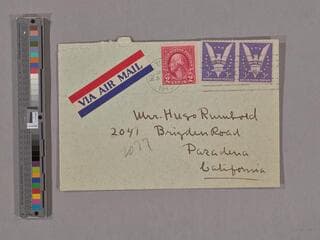 VIA AIR MAIL
Mrs. Hugo Rumbold
2041 Brigden Road
Pasadena
California